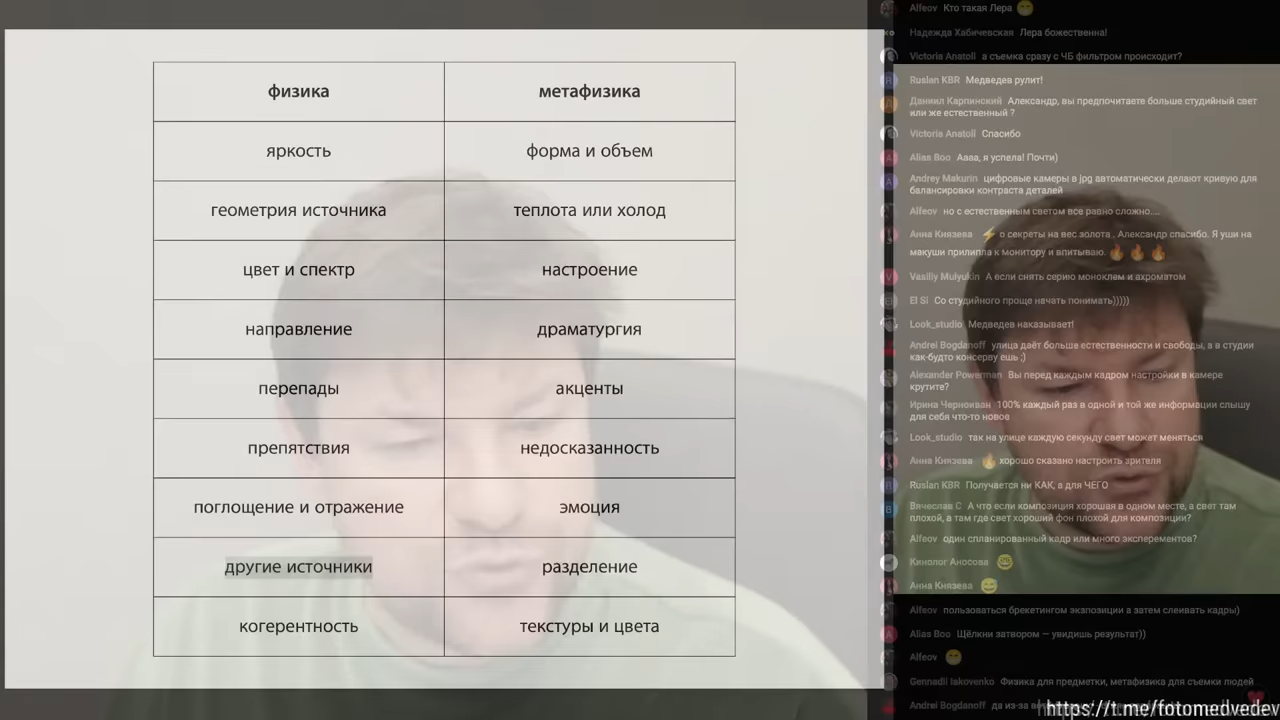 физика метафизика
яркость форма и объем
геометрия источника теплота или холод
цвет и спектр настроение
направление драматургия
перепады акценты
препятствия недосказанность
поглощение и отражение эмоция
другие источники разделение
когерентность текстуры и цвета
Alfeov Кто такая Лера
Надежда Хабичевская Лера божественна!
Victoria Anatoli а съемка сразу с ЧБ фильтром происходит?
Ruslan KBR Медведев рулит!
Даниил Карпинский Александр, вы предпочитаете больше студийный свет
или же естественный ?
Victoria Anatoli Спасибо
Alias Boo Аааа, я успела! Почти)
Andrey Makurin цифровые камеры в jpg автоматически делают кривую для
балансировки контраста деталей
Alfeov но с естественным светом все равно сложно....
Анна Князева о секреты на вес золота . Александр спасибо. Я уши на
макуши прилипла к монитору и впитываю.
Vasiliy Mulyukin А если снять серию моноклем и ахроматом
El Si Со студийного проще начать понимать)))))
Look_studio Медведев наказывает!
Andrei Bogdanoff улица даёт больше естественности и свободы, а в студии
как-будто консерву ешь ;)
Alexander Powerman Вы перед каждым кадром настройки в камере
крутите?
Ирина Черноиван 100% каждый раз в одной и той же информации слышу
для себя что-то новое
Look_studio так на улице каждую секунду свет может меняться
Анна Князева хорошо сказано настроить зрителя
Ruslan KBR Получается ни КАК, а для ЧЕГО
Вячеслав С А что если композиция хорошая в одном месте, а свет там
плохой, а там где свет хороший фон плохой для композиции?
Alfeov один спланированный кадр или много эксперементов?
Кинолог Аносова
Анна Князева
Alfeov пользоваться брекетингом экапозиции а затем слеивать кадры)
Alias Boo Щёлкни затвором — увидишь результат))
Alfeov
Gennadii Iakovenko Физика для предметки, метафизика для съемки людей
Andrei Bogdanoff да из-за
https://t.me/fotomedvedev